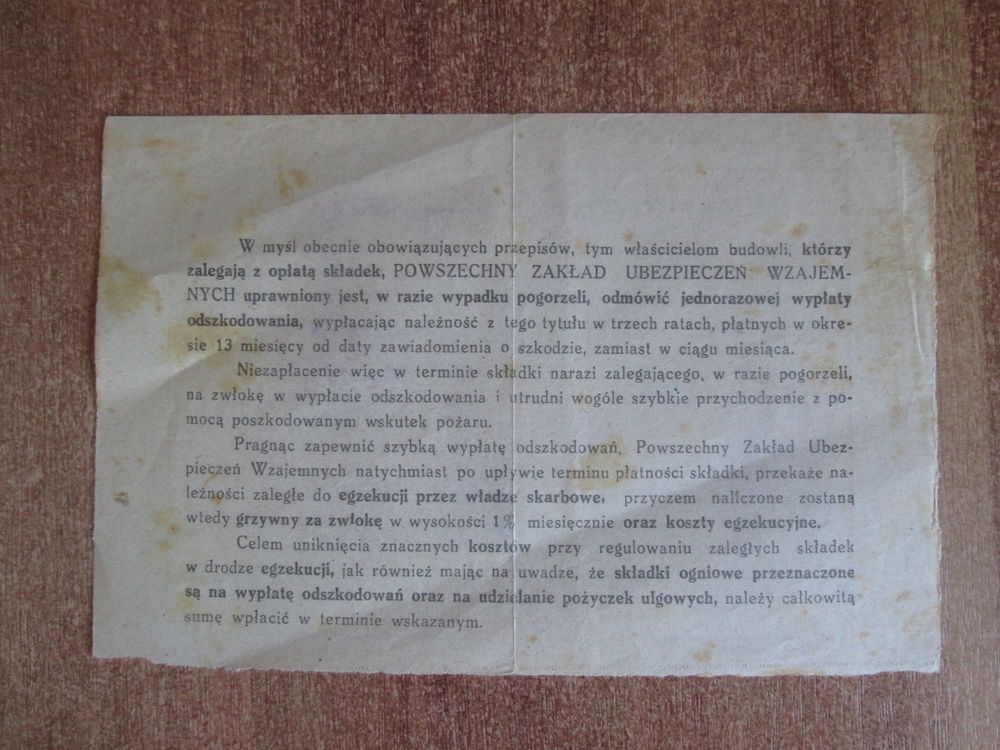 W myśl obecnie obowiązujących przepisów, tym właścicielom budowli, którzy
zalegają z opłatą składek, POWSZECHNY ZAKŁAD UBEZPIECZEŃ WZAJEM-
NYCH uprawniony jest, w razie wypadku pogorzeli, odmówić jednorazowej wypłaty
odszkodowania, wypłacając należność z tego tytułu w trzech ratach, płatnych w okre-
sie 13 miesięcy od daty zawiadomienia o szkodzie, zamiast w ciągu miesiąca.
Niezapłacenie więc w terminie składki narazi zalegającego, w razie pogorzeli,
na zwłokę w wypłacie odszkodowania i utrudni wogóle szybkie przychodzenie z po-
mocą poszkodowanym wskutek pożaru.
Pragnąc zapewnić szybką wypłatę odszkodowań, Powszechny Zakład Ubez-
pieczeń Wzajemnych natychmiast po upływie terminu płatności składki, przekaże na-
leżności zaległe do egzekucji przez władze skarbowe, przyczem naliczone zostaną
wtedy grzywny za zwłokę w wysokości 1% miesięcznie oraz koszty egzekucyjne.
Celem uniknięcia znacznych kosztów przy regulowaniu zaległych składek
w drodze egzekucji, jak również mając na uwadze, że składki ogniowe przeznaczone
są na wypłatę odszkodowań oraz na udzielanie pożyczek ulgowych, należy całkowitą
sumę wpłacić w terminie wskazanym.